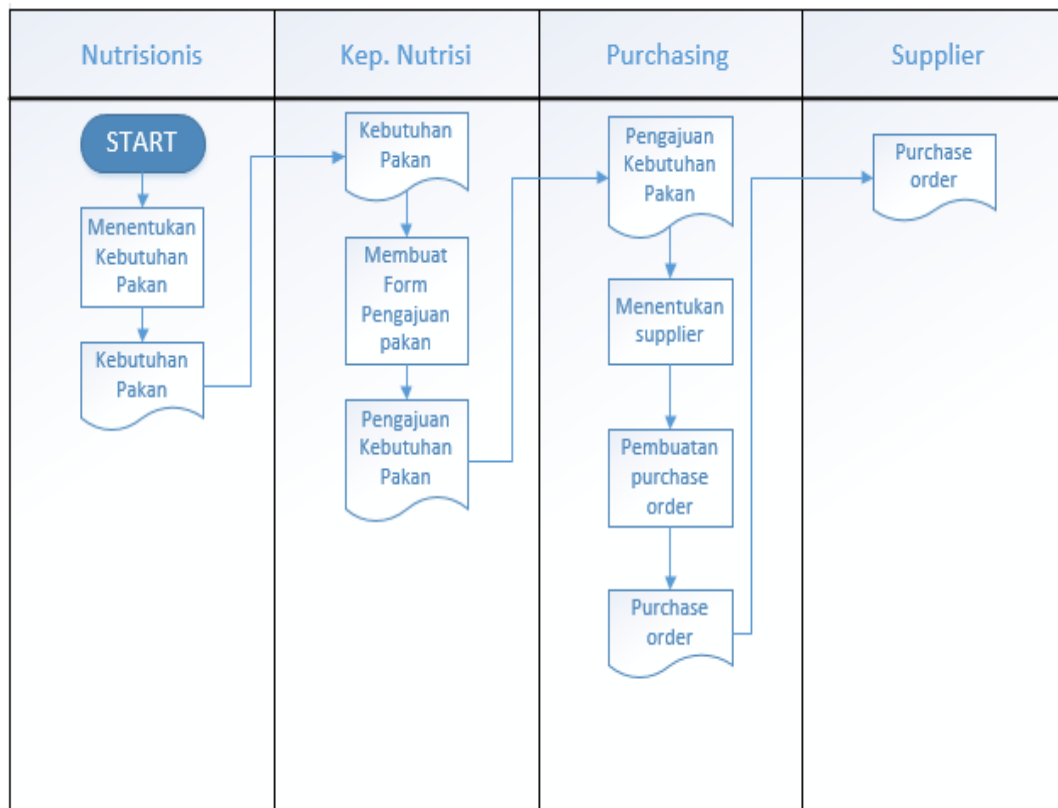 Nutrisionis
Kep. Nutrisi
Purchasing
Supplier
START
Menentukan
Kebutuhan
Pakan
Kebutuhan
Pakan
Kebutuhan
Pakan
Membuat
Form
Pengajuan
pakan
Pengajuan
Kebutuhan
Pakan
Pengajuan
Kebutuhan
Pakan
Menentukan
supplier
Pembuatan
purchase
order
Purchase
order
Purchase
order